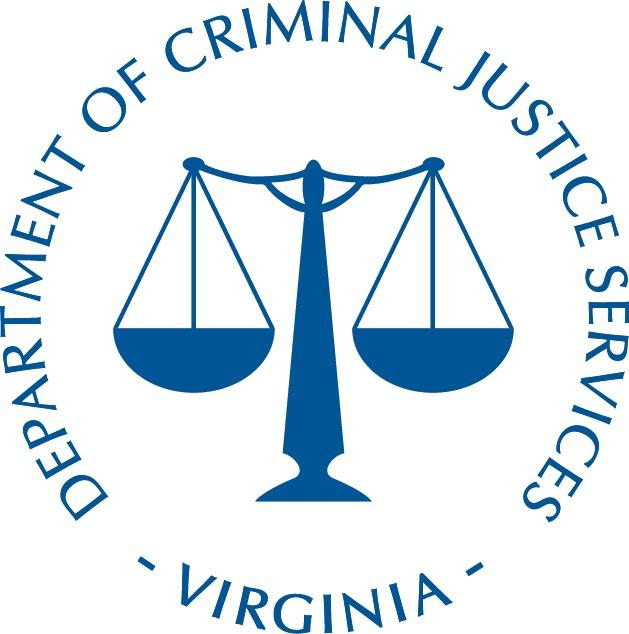 DEPARTMENT OF CRIMINAL JUSTICE SERVICES
- VIRGINIA -